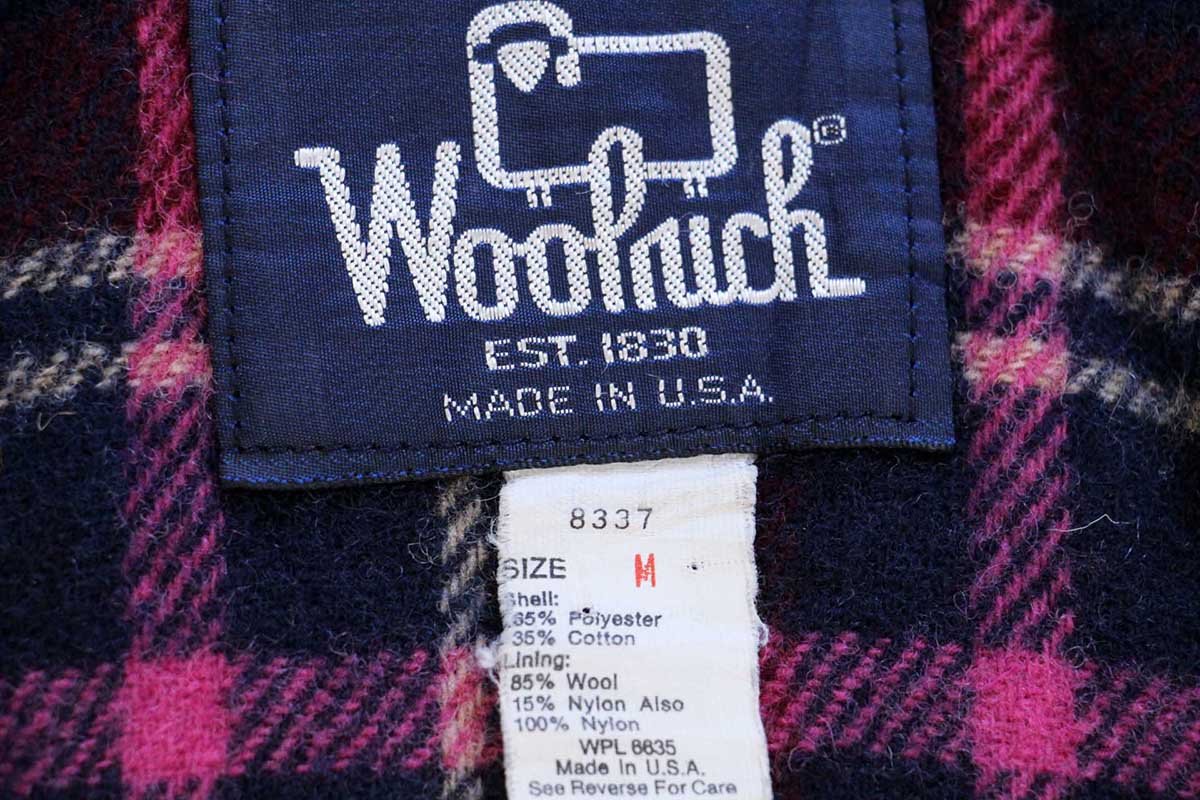 Woolrich®
EST. 1830
MADE IN U.S.A.
8337
SIZE M
Shell:
65% Polyester
35% Cotton
Lining:
85% Wool
15% Nylon Also
100% Nylon
WPL 6635
Made In U.S.A.
See Reverse For Care